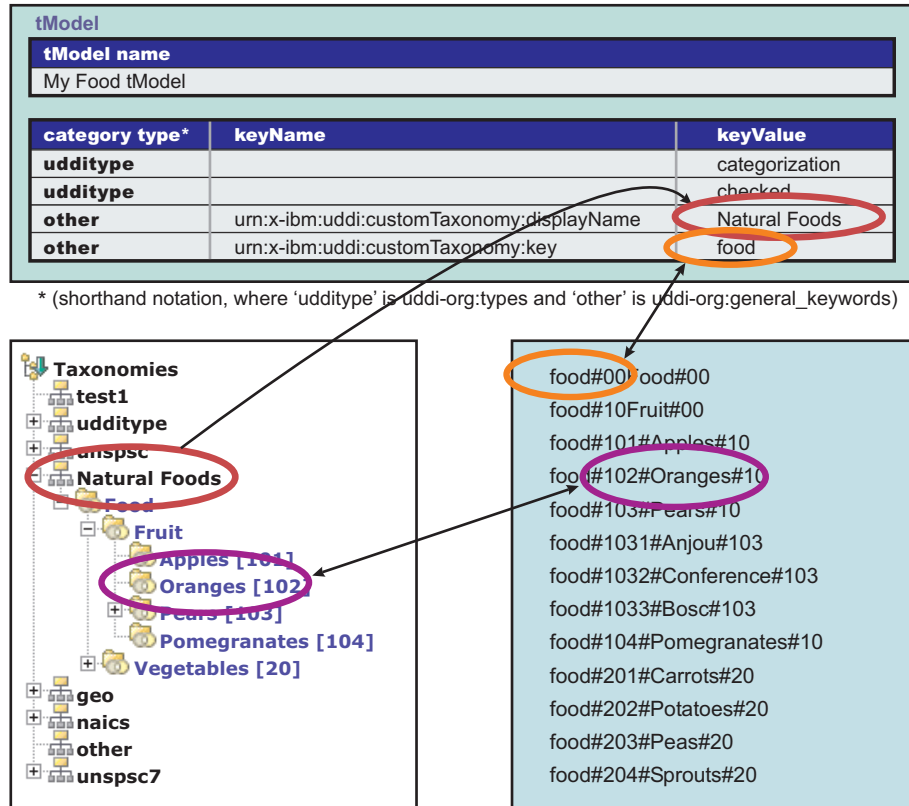 tModel
tModel name
My Food tModel
category type* keyName keyValue
udditype categorization
udditype checked
other urn:x-ibm:uddi:customTaxonomy:displayName Natural Foods
other urn:x-ibm:uddi:customTaxonomy:key food
* (shorthand notation, where ‘udditype’ is uddi-org:types and ‘other’ is uddi-org:general_keywords)
Taxonomies
test1
udditype
unspsc
Natural Foods
Food
Fruit
Apples [101]
Oranges [102]
Pears [103]
Pomegranates [104]
Vegetables [20]
geo
naics
other
unspsc7
food#00Food#00
food#10Fruit#00
food#101#Apples#10
food#102#Oranges#10
food#103#Pears#10
food#1031#Anjou#103
food#1032#Conference#103
food#1033#Bosc#103
food#104#Pomegranates#10
food#201#Carrots#20
food#202#Potatoes#20
food#203#Peas#20
food#204#Sprouts#20